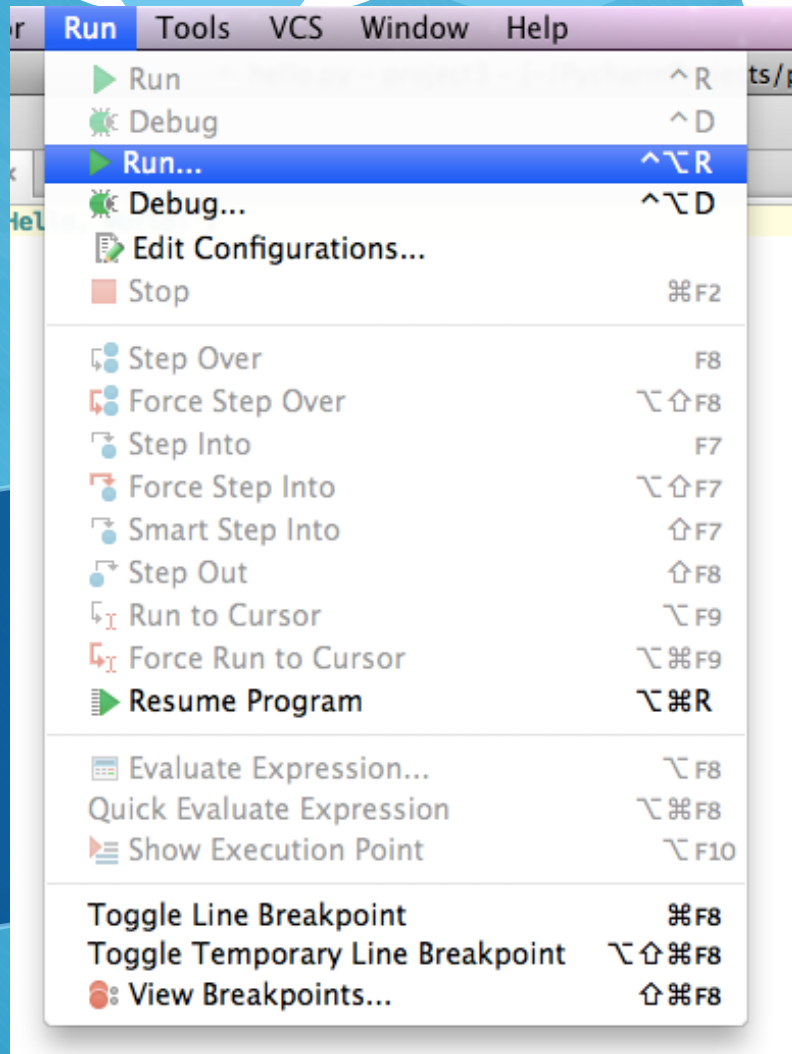 r Run Tools VCS Window Help
ts/p
Run ^R
Debug ^D
Run... ^⌥R
Debug... ^⌥D
Hel
Edit Configurations...
Stop ⌘F2
Step Over F8
Force Step Over ⌥⇧F8
Step Into F7
Force Step Into ⌥⇧F7
Smart Step Into ⇧F7
Step Out ⇧F8
Run to Cursor ⌥F9
Force Run to Cursor ⌥⌘F9
Resume Program ⌥⌘R
Evaluate Expression... ⌥F8
Quick Evaluate Expression ⌥⌘F8
Show Execution Point ⌥F10
Toggle Line Breakpoint ⌘F8
Toggle Temporary Line Breakpoint ⌥⇧⌘F8
View Breakpoints... ⇧⌘F8